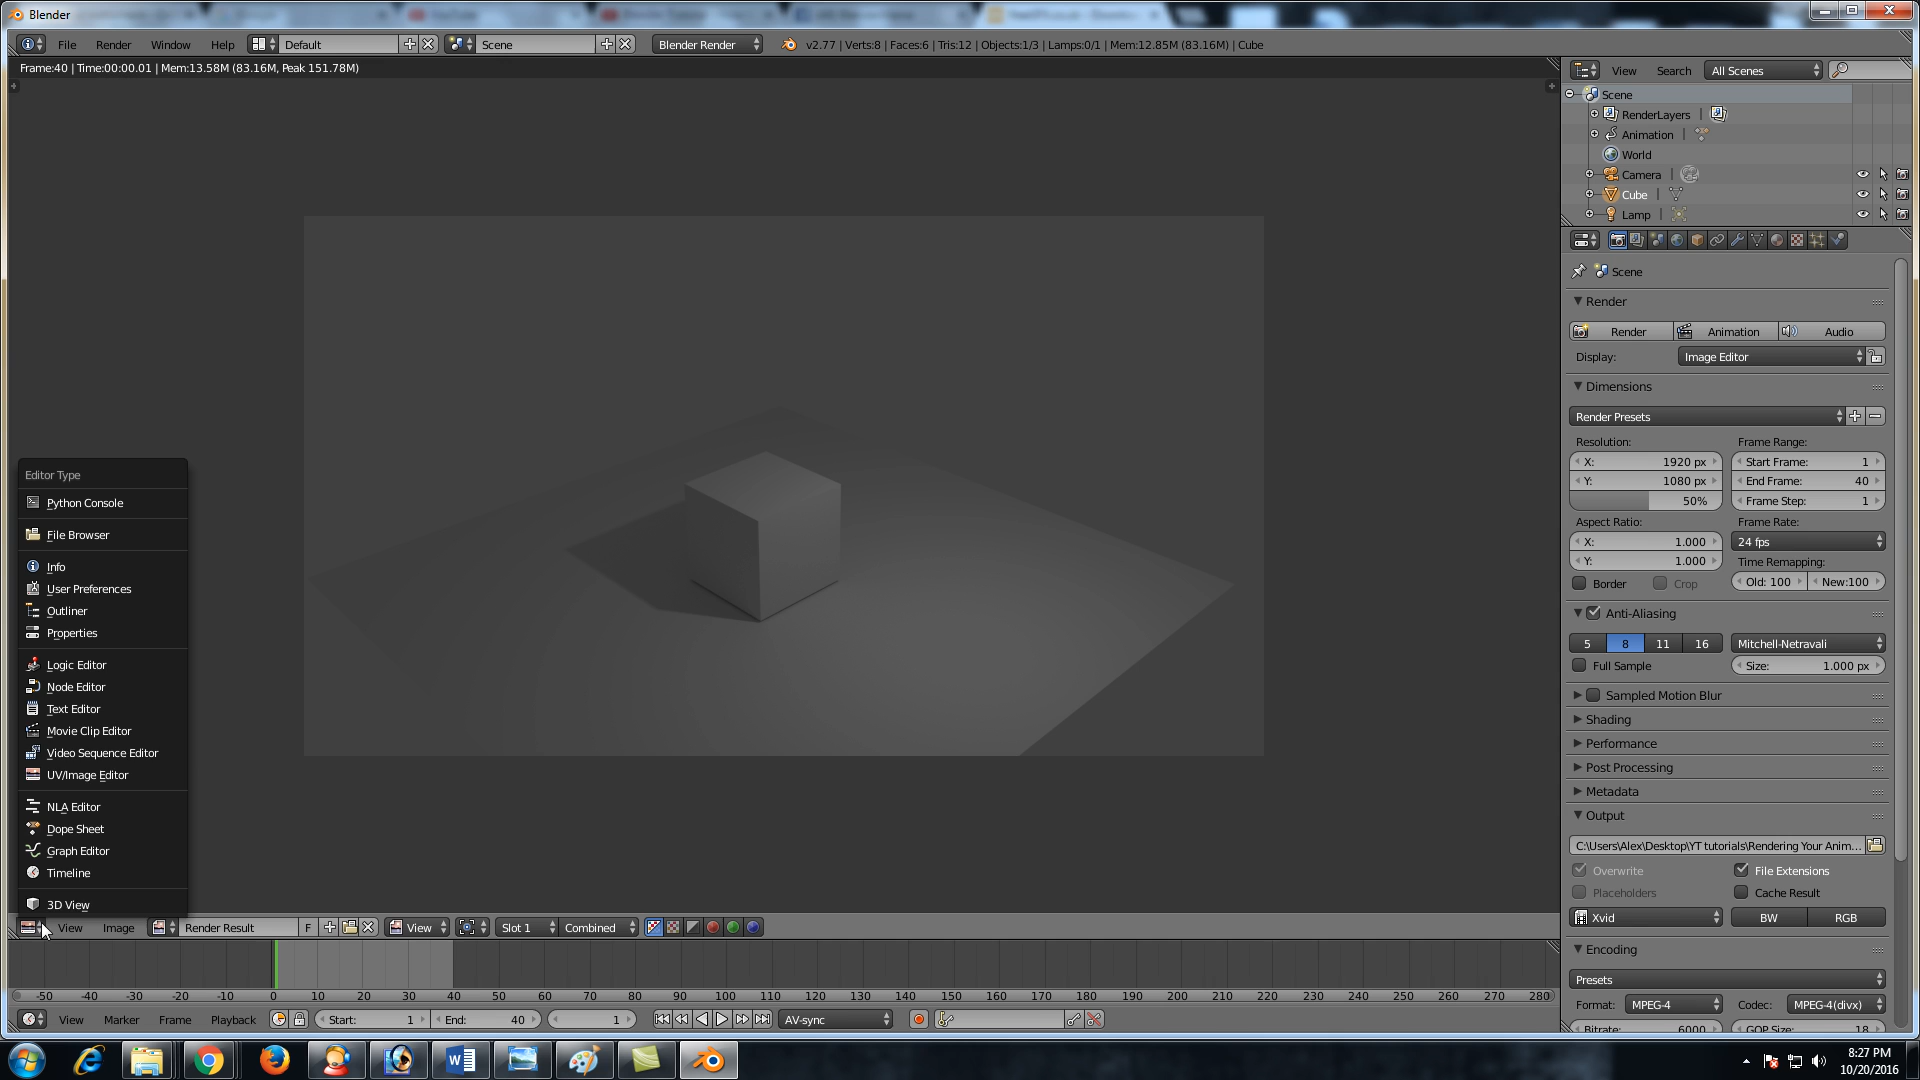 Blender
File Render Window Help Default Scene Blender Render v2.77 | Verts:8 | Faces:6 | Tris:12 | Objects:1/3 | Lamps:0/1 | Mem:12.85M (83.16M) | Cube
Frame:40 | Time:00:00.01 | Mem:13.58M (83.16M, Peak 151.78M)
View Search All Scenes
Scene
RenderLayers
Animation
World
Camera
Cube
Lamp
Scene
Render
Render Animation Audio
Display: Image Editor
Dimensions
Render Presets
Resolution: Frame Range:
X: 1920 px Start Frame: 1
Y: 1080 px End Frame: 40
50% Frame Step: 1
Aspect Ratio: Frame Rate:
X: 1.000 24 fps
Y: 1.000 Time Remapping:
Border Crop Old: 100 New:100
Anti-Aliasing
5 8 11 16 Mitchell-Netravali
Full Sample Size: 1.000 px
Sampled Motion Blur
Shading
Performance
Post Processing
Metadata
Output
C:\Users\Alex\Desktop\YT tutorials\Rendering Your Anim...
Overwrite File Extensions
Placeholders Cache Result
Xvid BW RGB
Encoding
Presets
Format: MPEG-4 Codec: MPEG-4(divx)
Bitrate: 6000 GOP Size: 18
Editor Type
Python Console
File Browser
Info
User Preferences
Outliner
Properties
Logic Editor
Node Editor
Text Editor
Movie Clip Editor
Video Sequence Editor
UV/Image Editor
NLA Editor
Dope Sheet
Graph Editor
Timeline
3D View
View Image Render Result F View Slot 1 Combined
-50 -40 -30 -20 -10 0 10 20 30 40 50 60 70 80 90 100 110 120 130 140 150 160 170 180 190 200 210 220 230 240 250 260 270 280
View Marker Frame Playback Start: 1 End: 40 1 AV-sync
8:27 PM
10/20/2016